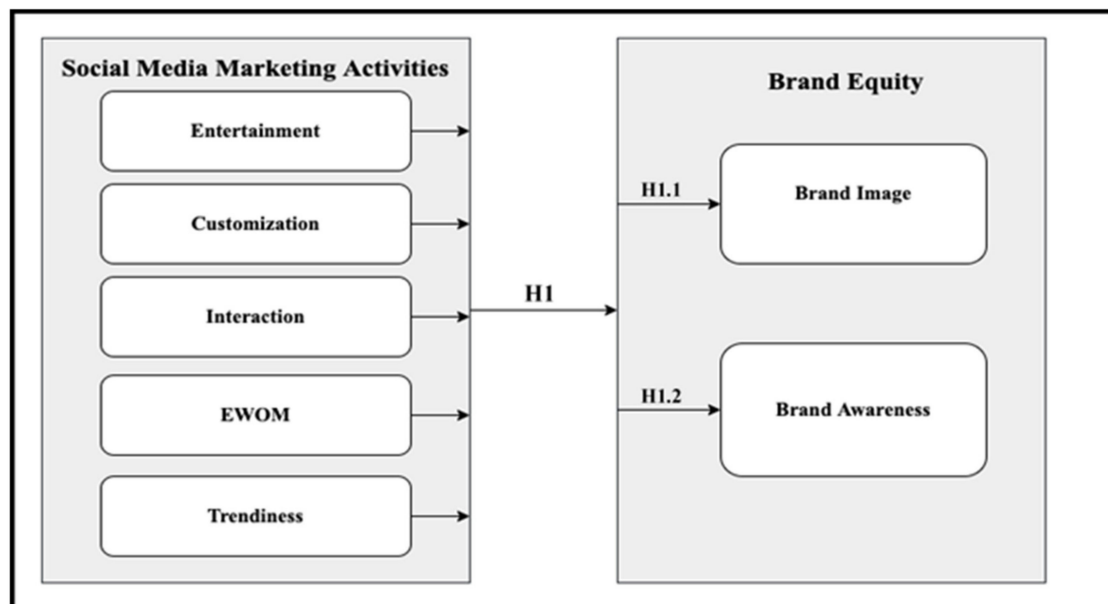 Social Media Marketing Activities
Entertainment
Customization
Interaction
EWOM
Trendiness
H1
Brand Equity
H1.1
Brand Image
H1.2
Brand Awareness